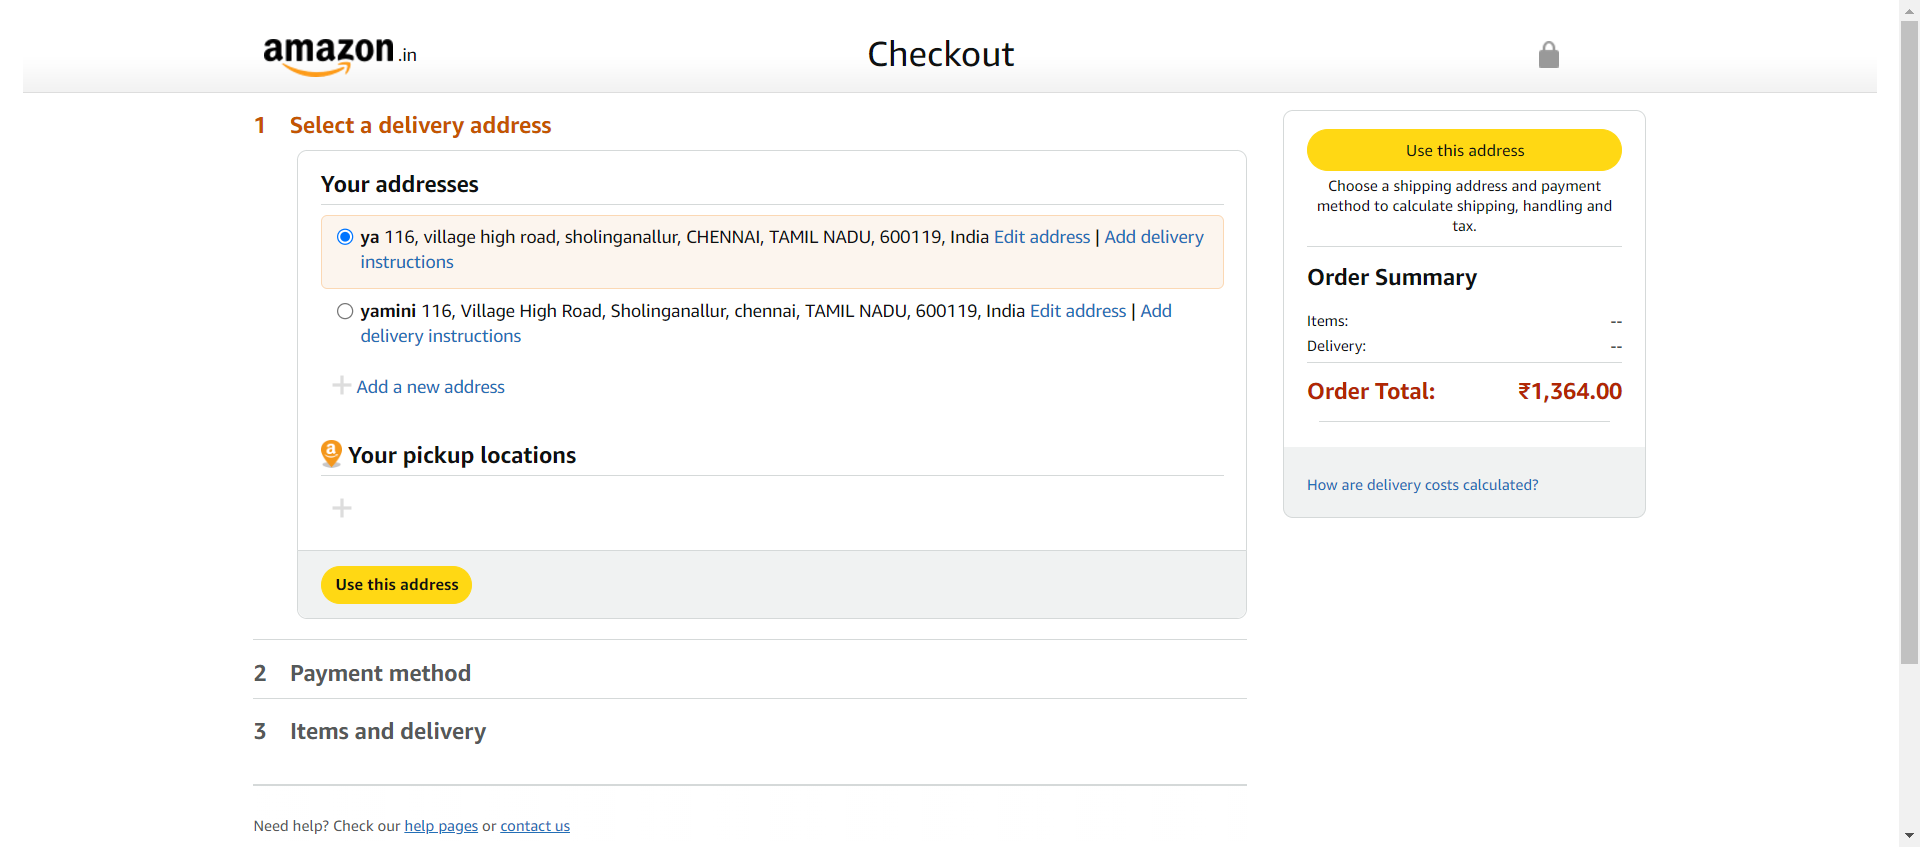 amazon.in
Checkout
1 Select a delivery address
Your addresses
ya 116, village high road, sholinganallur, CHENNAI, TAMIL NADU, 600119, India Edit address | Add delivery
instructions
yamini 116, Village High Road, Sholinganallur, chennai, TAMIL NADU, 600119, India Edit address | Add
delivery instructions
Add a new address
a Your pickup locations
Use this address
2 Payment method
3 Items and delivery
Need help? Check our help pages or contact us
Use this address
Choose a shipping address and payment
method to calculate shipping, handling and
tax.
Order Summary
Items: --
Delivery: --
Order Total: ₹1,364.00
How are delivery costs calculated?